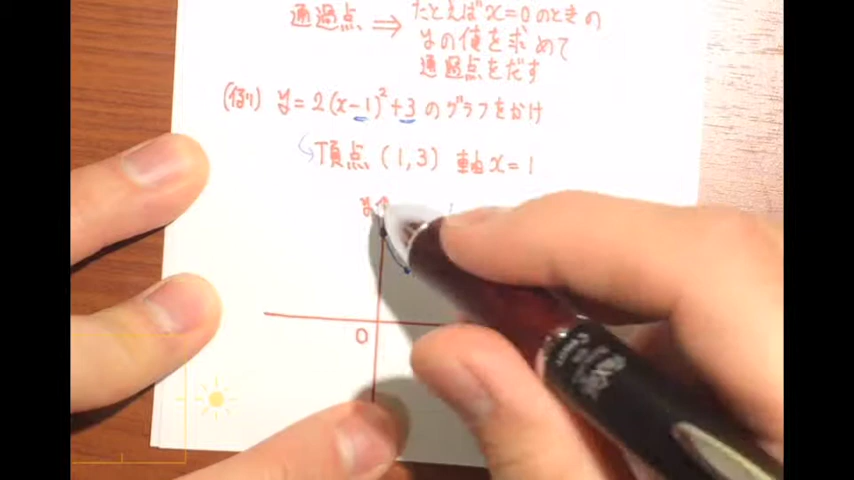 通過点 ⇒ たとえばx=0のときの
yの値を求めて
通過点をだす
(例) y=2(x-1)²+3のグラフをかけ
頂点(1,3) 軸x=1
y
0